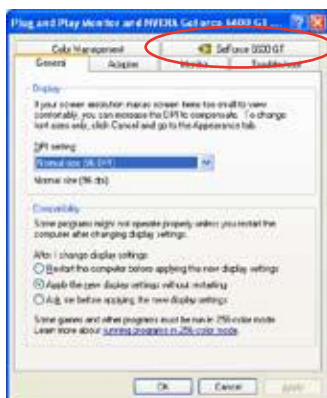 Plug and Play Monitor and NVIDIA GeForce 6600 GT ...
Color Management
GeForce 6600 GT
General
Adapter
Monitor
Troubleshoot
Display
If your screen resolution makes screen items too small to view
comfortably, you can increase the DPI to compensate. To change
font sizes only, click Cancel and go to the Appearance tab.
DPI setting:
Normal size (96 DPI)
Normal size (96 dpi)
Compatibility
Some programs might not operate properly unless you restart the
computer after changing display settings.
After I change display settings:
Restart the computer before applying the new display settings
Apply the new display settings without restarting
Ask me before applying the new display settings
Some games and other programs must be run in 256-color mode.
Learn more about running programs in 256-color mode.
OK
Cancel
Apply